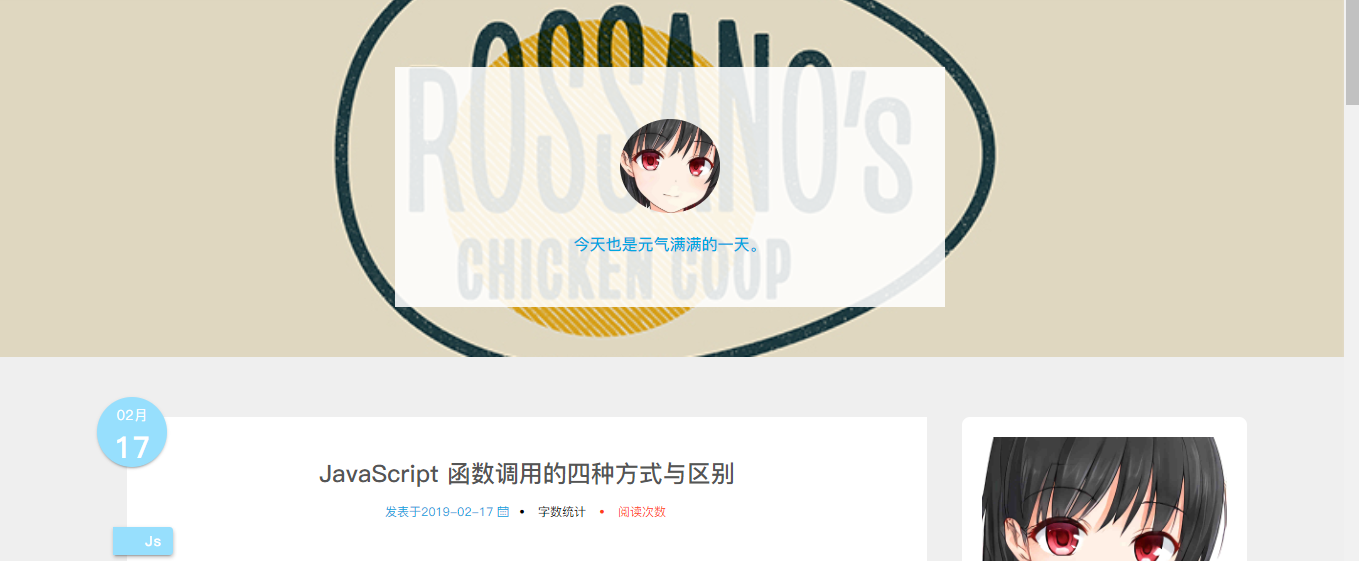 ROSSANO's
CHICKEN COOP
今天也是元气满满的一天。
02月
17
JavaScript 函数调用的四种方式与区别
发表于2019-02-17 • 字数统计 • 阅读次数
Js